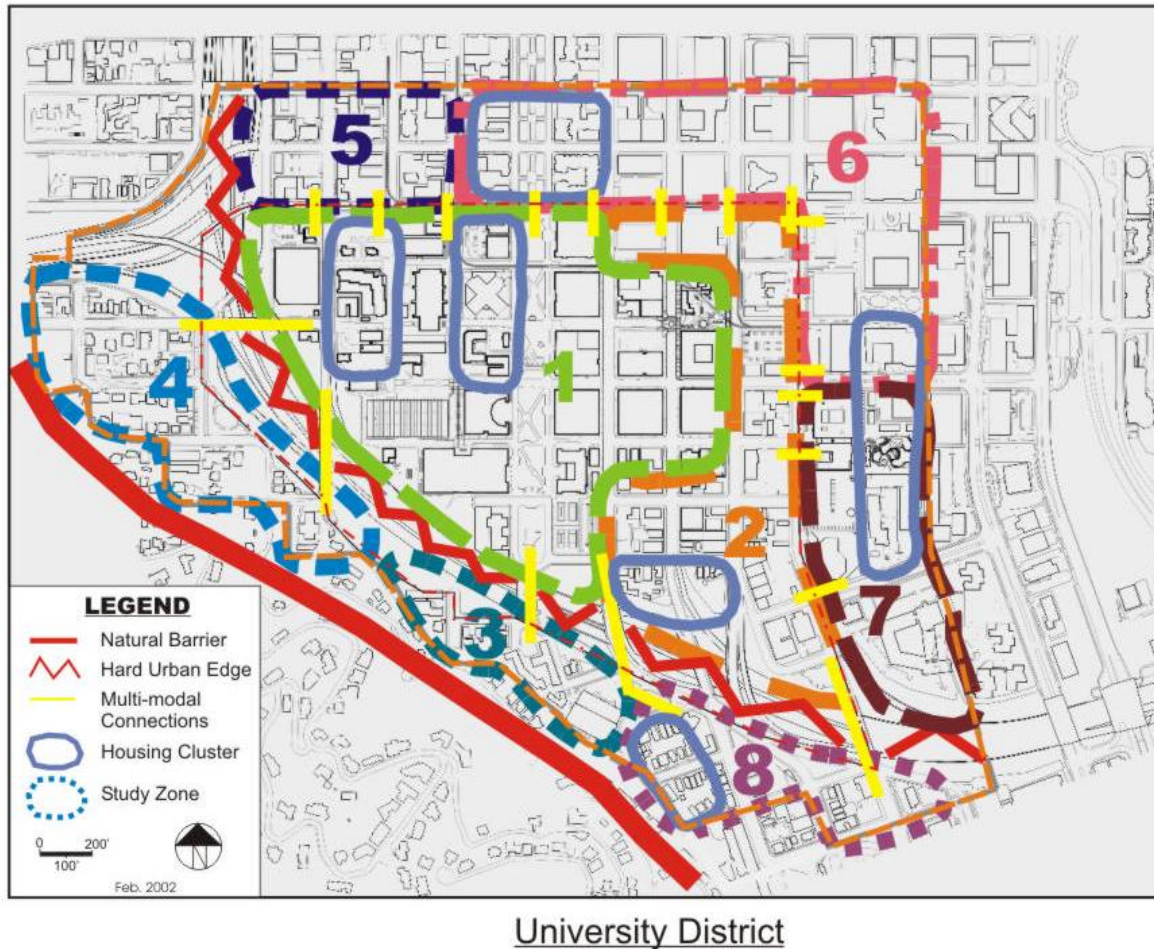 5
6
4
1
2
3
7
8
LEGEND
Natural Barrier
Hard Urban Edge
Multi-modal
Connections
Housing Cluster
Study Zone
0 200'
100'
Feb. 2002
University District